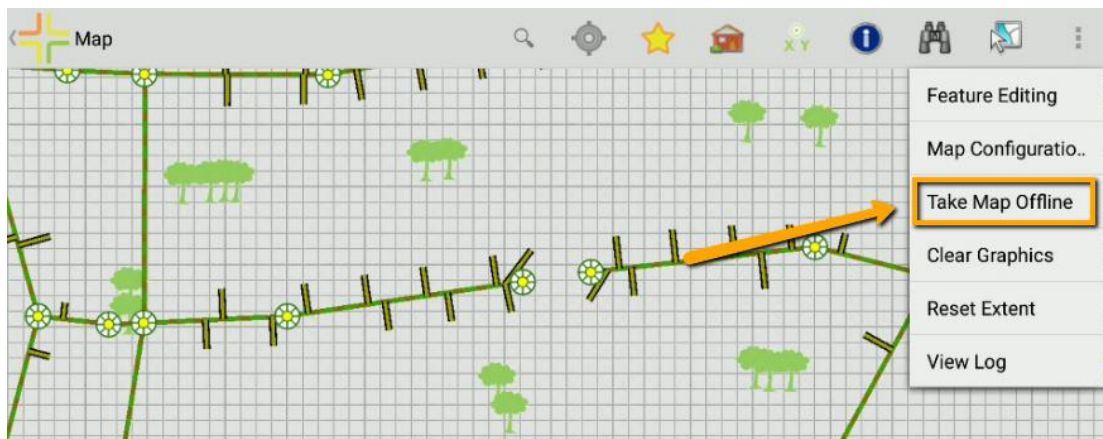 Map
X Y
i
Feature Editing
Map Configuratio..
Take Map Offline
Clear Graphics
Reset Extent
View Log